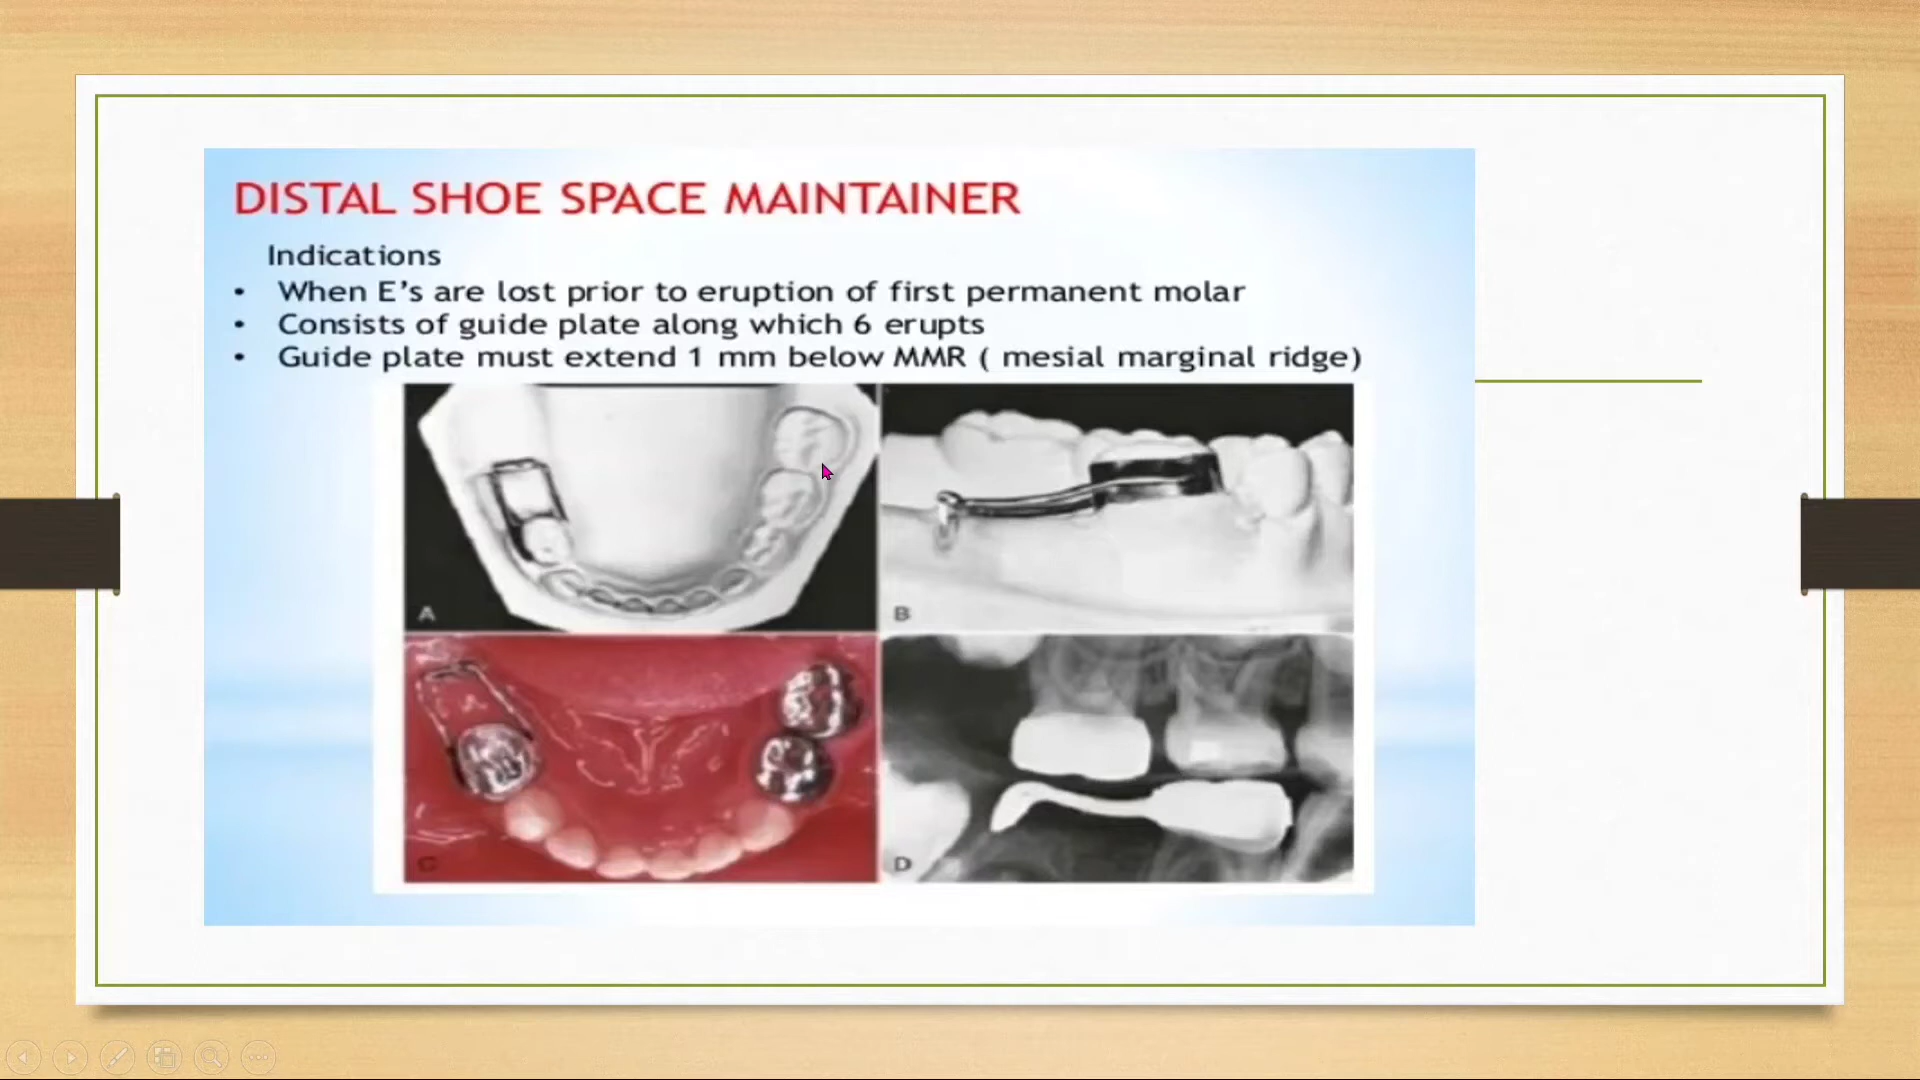 DISTAL SHOE SPACE MAINTAINER
Indications
• When E's are lost prior to eruption of first permanent molar
• Consists of guide plate along which 6 erupts
• Guide plate must extend 1 mm below MMR ( mesial marginal ridge)
A
B
C
D